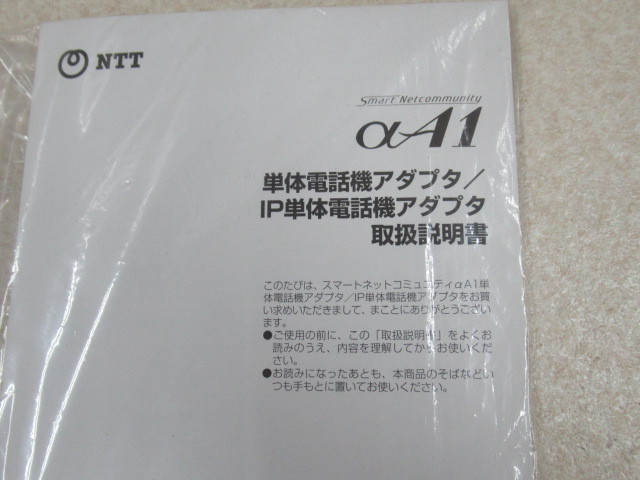 NTT
Smart Netcommunity
αA1
単体電話機アダプタ／
IP単体電話機アダプタ
取扱説明書
このたびは、スマートネットコミュニティαA1単
体電話機アダプタ／IP単体電話機アダプタをお買
い求めいただきまして、まことにありがとうござい
ます。
●ご使用の前に、この「取扱説明書」をよくお
読みのうえ、内容を理解してからお使いくだ
さい。
●お読みになったあとも、本商品のそばなどい
つも手もとに置いてお使いください。